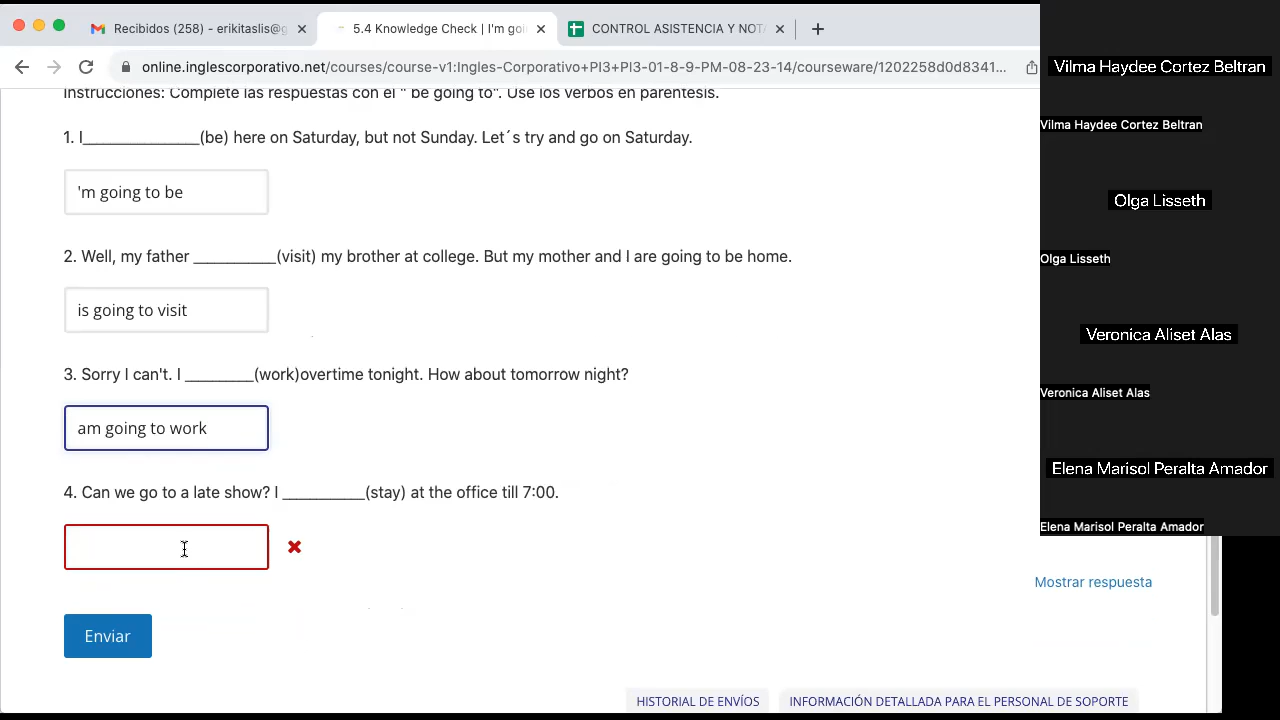 Recibidos (258) - erikitaslis@g
5.4 Knowledge Check | I'm goi
CONTROL ASISTENCIA Y NOTA
online.inglescorporativo.net/courses/course-v1:Ingles-Corporativo+PI3+PI3-01-8-9-PM-08-23-14/courseware/1202258d0d8341...
Instrucciones: Complete las respuestas con el " be going to". Use los verbos en paréntesis.
1. I______________(be) here on Saturday, but not Sunday. Let´s try and go on Saturday.
'm going to be
2. Well, my father __________(visit) my brother at college. But my mother and I are going to be home.
is going to visit
3. Sorry I can't. I ________(work)overtime tonight. How about tomorrow night?
am going to work
4. Can we go to a late show? I __________(stay) at the office till 7:00.
Mostrar respuesta
Enviar
HISTORIAL DE ENVÍOS
INFORMACIÓN DETALLADA PARA EL PERSONAL DE SOPORTE
Vilma Haydee Cortez Beltran
Vilma Haydee Cortez Beltran
Olga Lisseth
Olga Lisseth
Veronica Aliset Alas
Veronica Aliset Alas
Elena Marisol Peralta Amador
Elena Marisol Peralta Amador